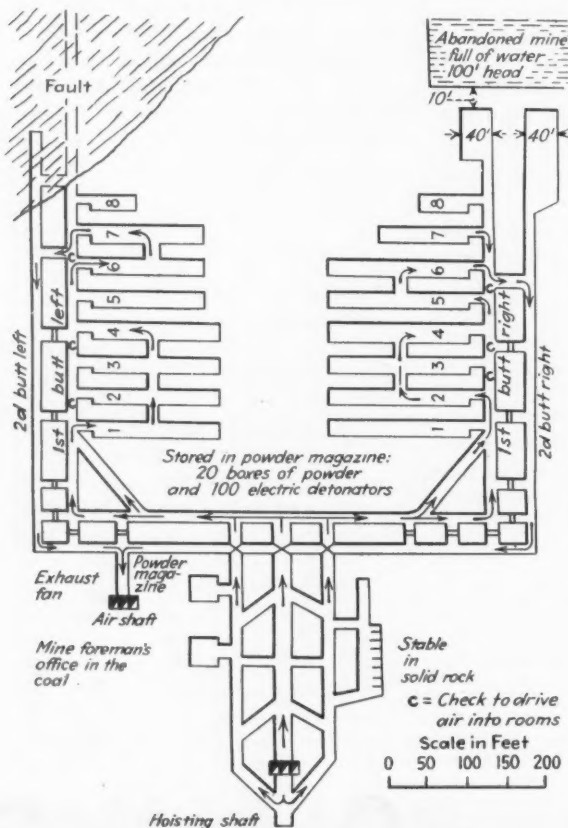 Fault
Abandoned mine
full of water
100' head
10'
40'
40'
8
7
6
5
4
3
2
1
8
7
6
5
4
3
2
1
c
c
c
c
c
c
2d butt left
1st butt left
1st butt right
2d butt right
Stored in powder magazine:
20 boxes of powder
and 100 electric detonators
Exhaust
fan
Powder
maga-
zine
Air shaft
Mine foreman's
office in the
coal
Stable
in
solid rock
c = Check to drive
air into rooms
Scale in Feet
0 50 100 150 200
Hoisting shaft